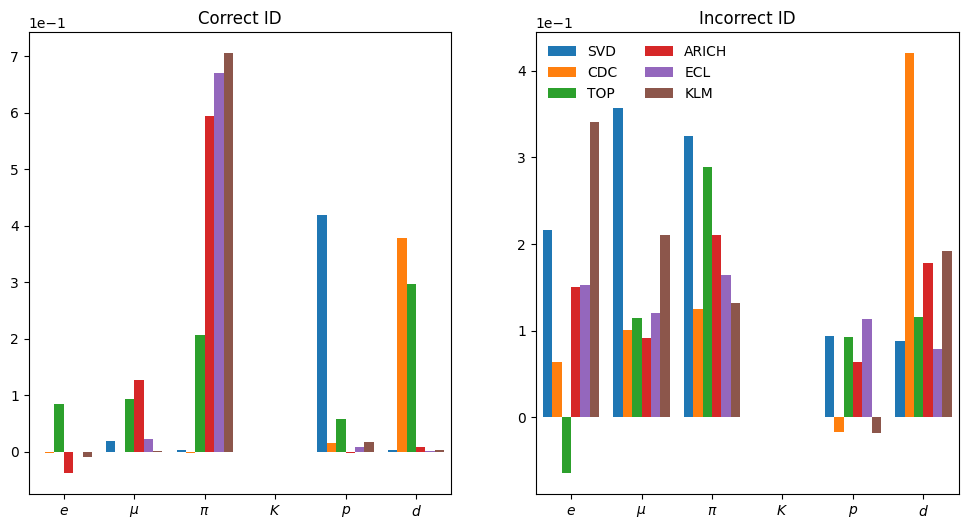 Correct ID
1e−1
7
6
5
4
3
2
1
0
e μ π K p d
Incorrect ID
1e−1
SVD ARICH
CDC ECL
TOP KLM
4
3
2
1
0
e μ π K p d